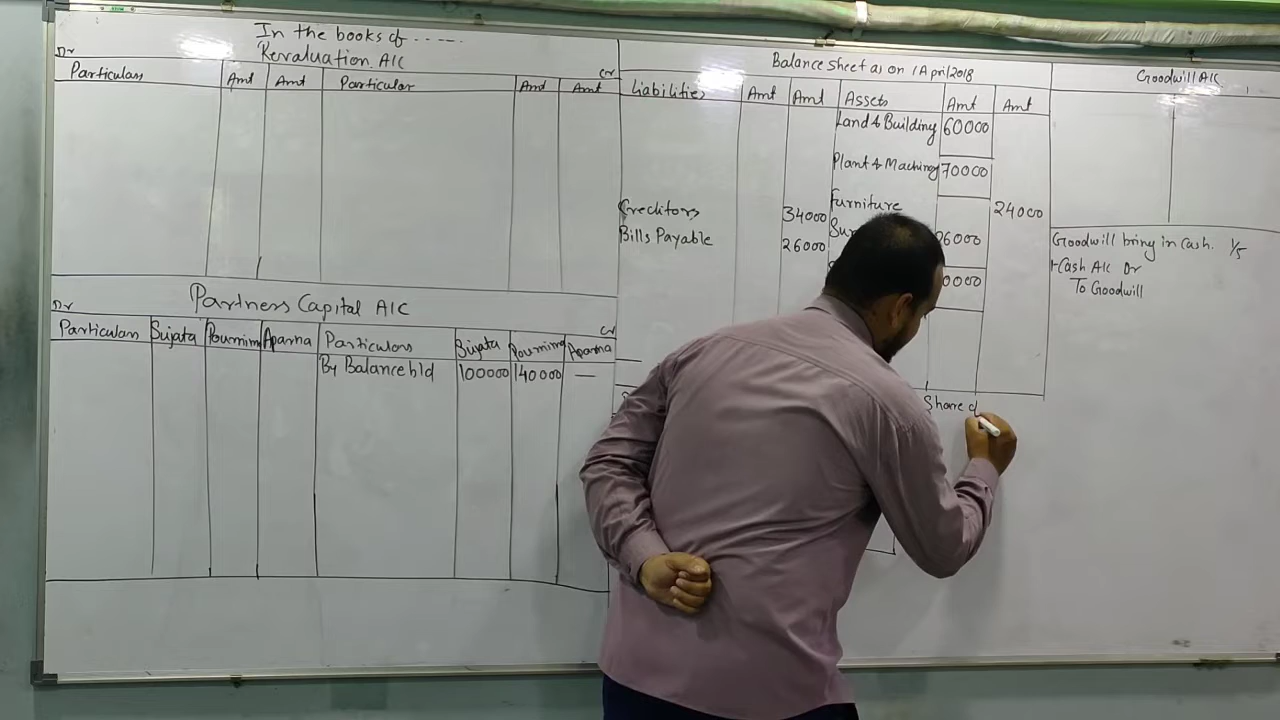 In the books of .....
Revaluation A/C
Dr
Cr
Particulars Amt Amt Particular Amt Amt
Partners Capital A/C
Dr
Cr
Particulars Sujata Pournima Aparna Particulars Sujata Pournima Aparna
By Balance b/d 100000 140000 —
Balance sheet as on 1 April 2018
Liabilities Amt Amt Assets Amt Amt
Land & Building 60000
Plant & Machinery 70000
Furniture 24000
Creditors 34000
Bills Payable 26000
Share of
Goodwill A/C
Goodwill bring in cash. 1/5
Cash A/c Dr
To Goodwill